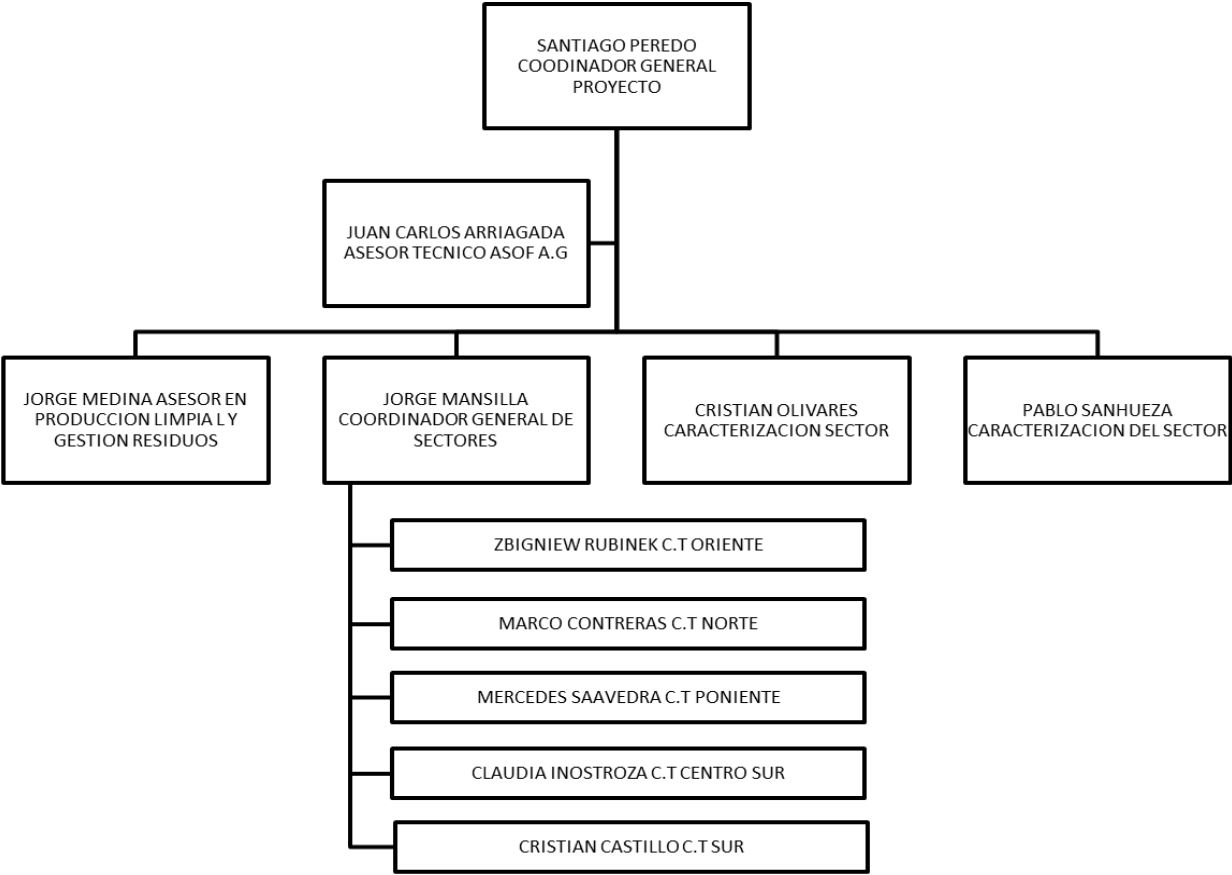 SANTIAGO PEREDO
COODINADOR GENERAL
PROYECTO
JUAN CARLOS ARRIAGADA
ASESOR TECNICO ASOF A.G
JORGE MEDINA ASESOR EN
PRODUCCION LIMPIA L Y
GESTION RESIDUOS
JORGE MANSILLA
COORDINADOR GENERAL DE
SECTORES
CRISTIAN OLIVARES
CARACTERIZACION SECTOR
PABLO SANHUEZA
CARACTERIZACION DEL SECTOR
ZBIGNIEW RUBINEK C.T ORIENTE
MARCO CONTRERAS C.T NORTE
MERCEDES SAAVEDRA C.T PONIENTE
CLAUDIA INOSTROZA C.T CENTRO SUR
CRISTIAN CASTILLO C.T SUR